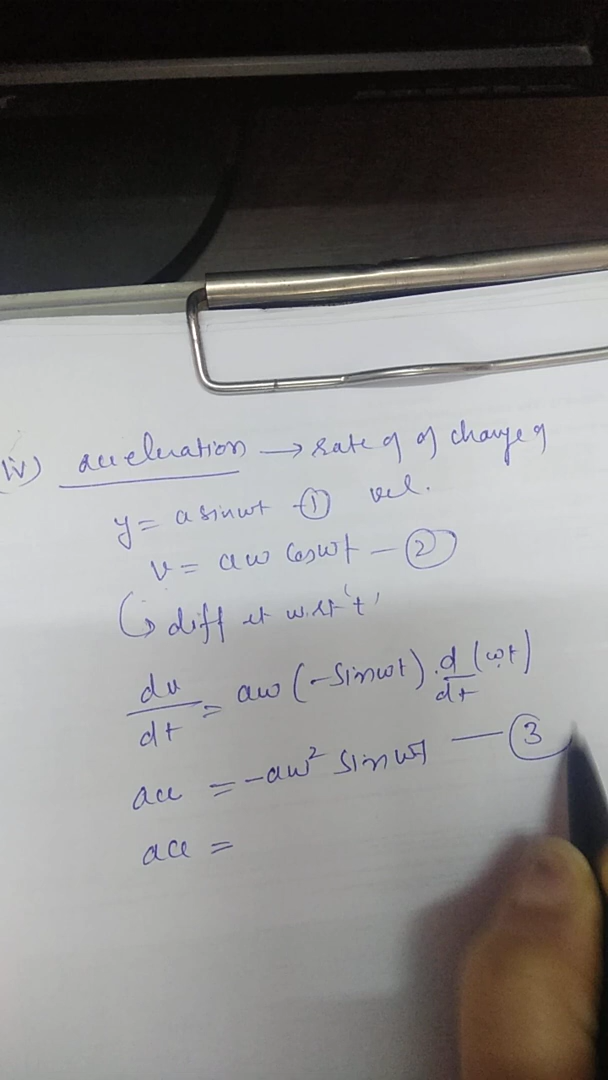 (iv) acceleration → rate of of change of
vel.
y = a sinωt - ①
v = aω Cosωt - ②
↳ diff it w.r.t 't'
dv/dt = aω (-Sinωt) . d/dt (ωt)
acc = -aω² Sinωt - ③
acc =